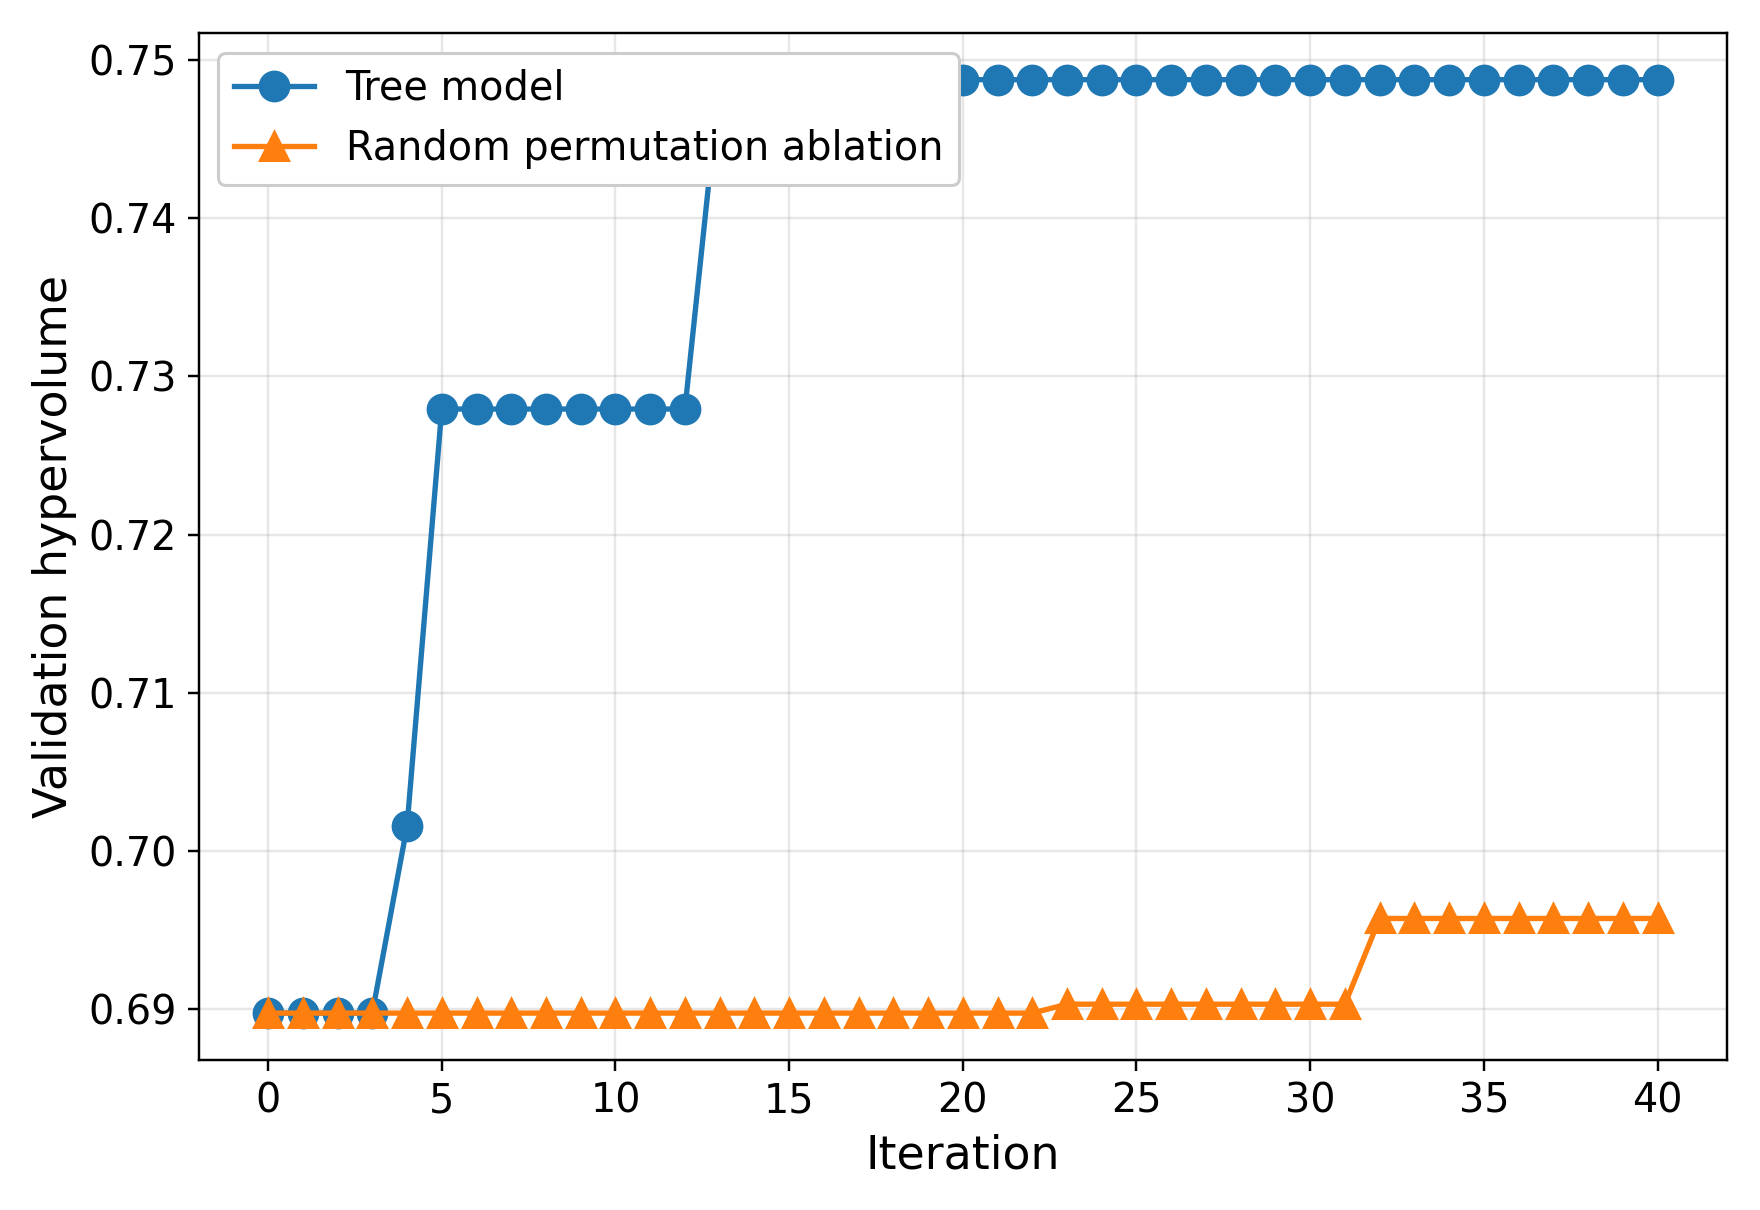 Tree model
Random permutation ablation
Validation hypervolume
0.75
0.74
0.73
0.72
0.71
0.70
0.69
0 5 10 15 20 25 30 35 40
Iteration